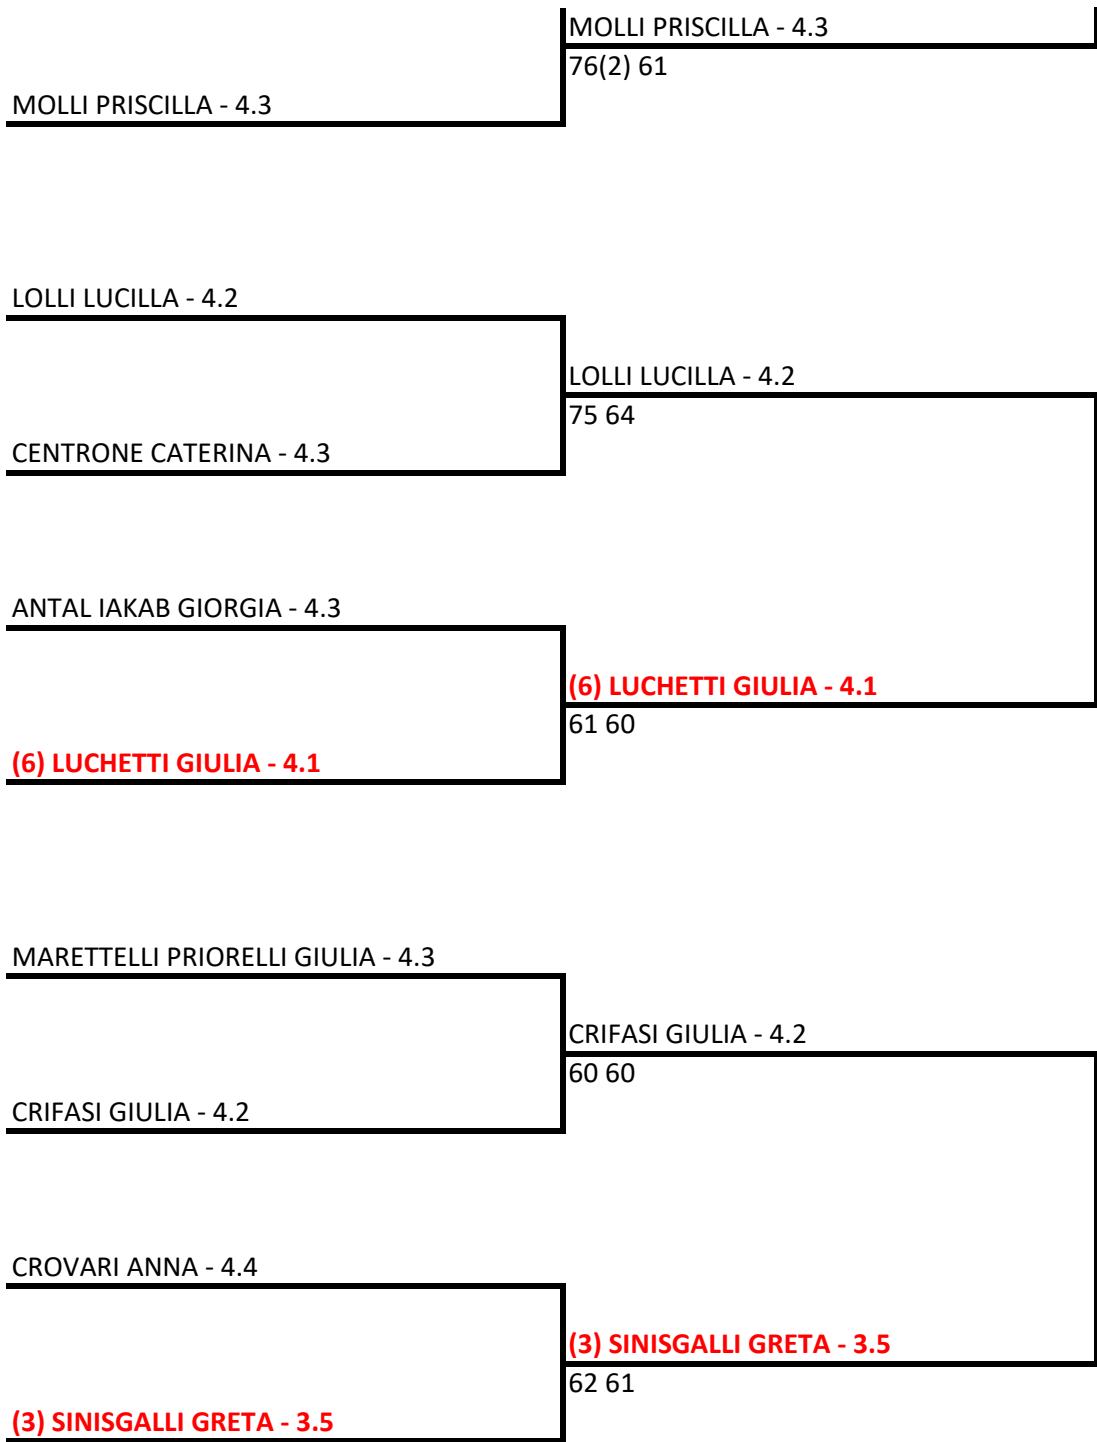 MOLLI PRISCILLA - 4.3
76(2) 61
MOLLI PRISCILLA - 4.3
LOLLI LUCILLA - 4.2
LOLLI LUCILLA - 4.2
75 64
CENTRONE CATERINA - 4.3
ANTAL IAKAB GIORGIA - 4.3
(6) LUCHETTI GIULIA - 4.1
61 60
(6) LUCHETTI GIULIA - 4.1
MARETTELLI PRIORELLI GIULIA - 4.3
CRIFASI GIULIA - 4.2
60 60
CRIFASI GIULIA - 4.2
CROVARI ANNA - 4.4
(3) SINISGALLI GRETA - 3.5
62 61
(3) SINISGALLI GRETA - 3.5